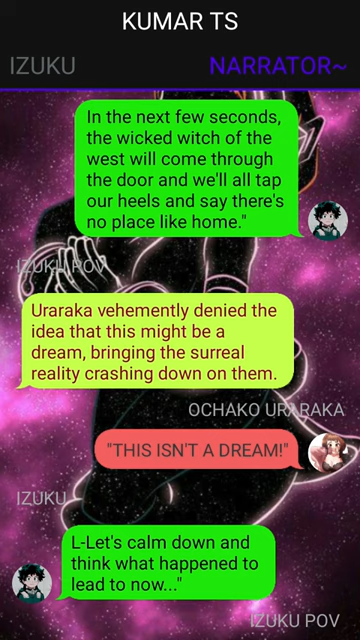 KUMAR TS
IZUKU
NARRATOR~
In the next few seconds,
the wicked witch of the
west will come through
the door and we'll all tap
our heels and say there's
no place like home."
IZUKU POV
Uraraka vehemently denied the
idea that this might be a
dream, bringing the surreal
reality crashing down on them.
OCHAKO URARAKA
"THIS ISN'T A DREAM!"
IZUKU
L-Let's calm down and
think what happened to
lead to now..."
IZUKU POV